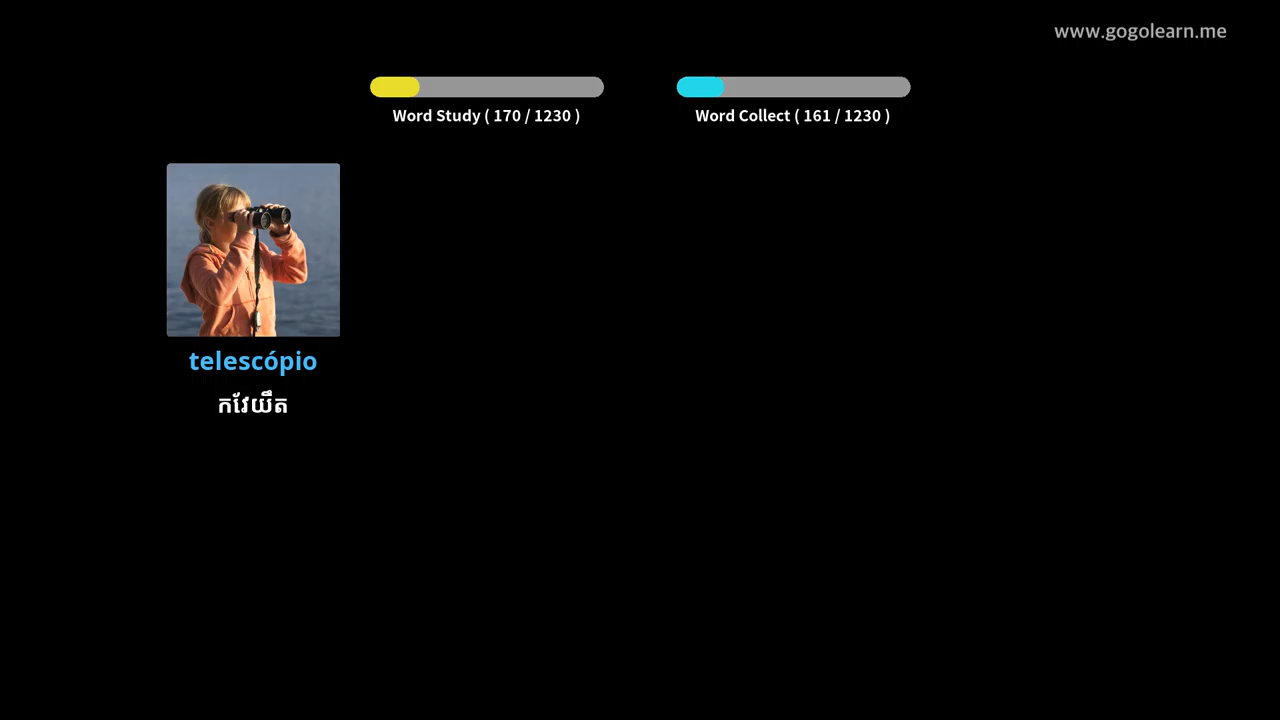 www.gogolearn.me
Word Study ( 170 / 1230 )
Word Collect ( 161 / 1230 )
telescópio
កវែយឺត